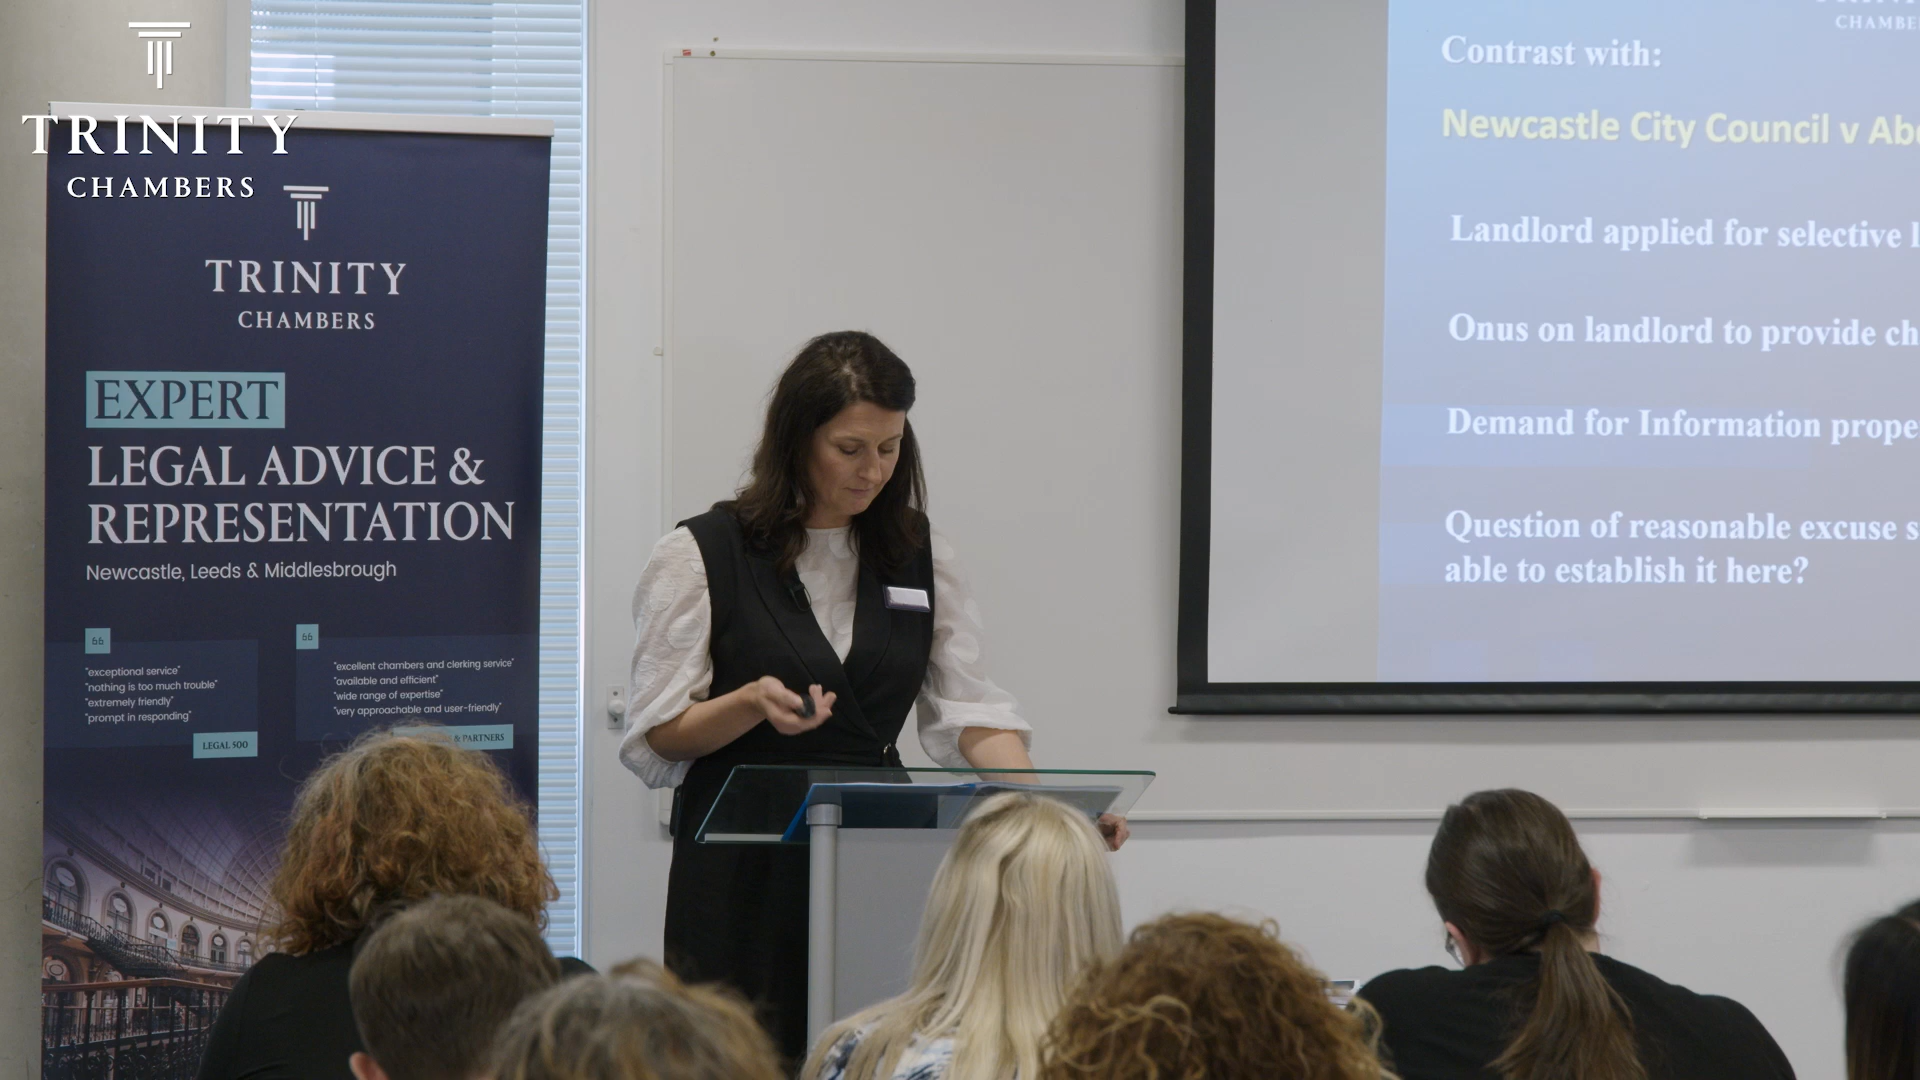 TRINITY
CHAMBERS
TRINITY
CHAMBERS
EXPERT
LEGAL ADVICE &
REPRESENTATION
Newcastle, Leeds & Middlesbrough
"exceptional service"
"nothing is too much trouble"
"extremely friendly"
"prompt in responding"
LEGAL 500
"excellent chambers and clerking service"
"available and efficient"
"wide range of expertise"
"very approachable and user-friendly"
& PARTNERS
Contrast with:
Newcastle City Council v
Landlord applied for selective
Onus on landlord to provide
Demand for Information
Question of reasonable excuse
able to establish it here?